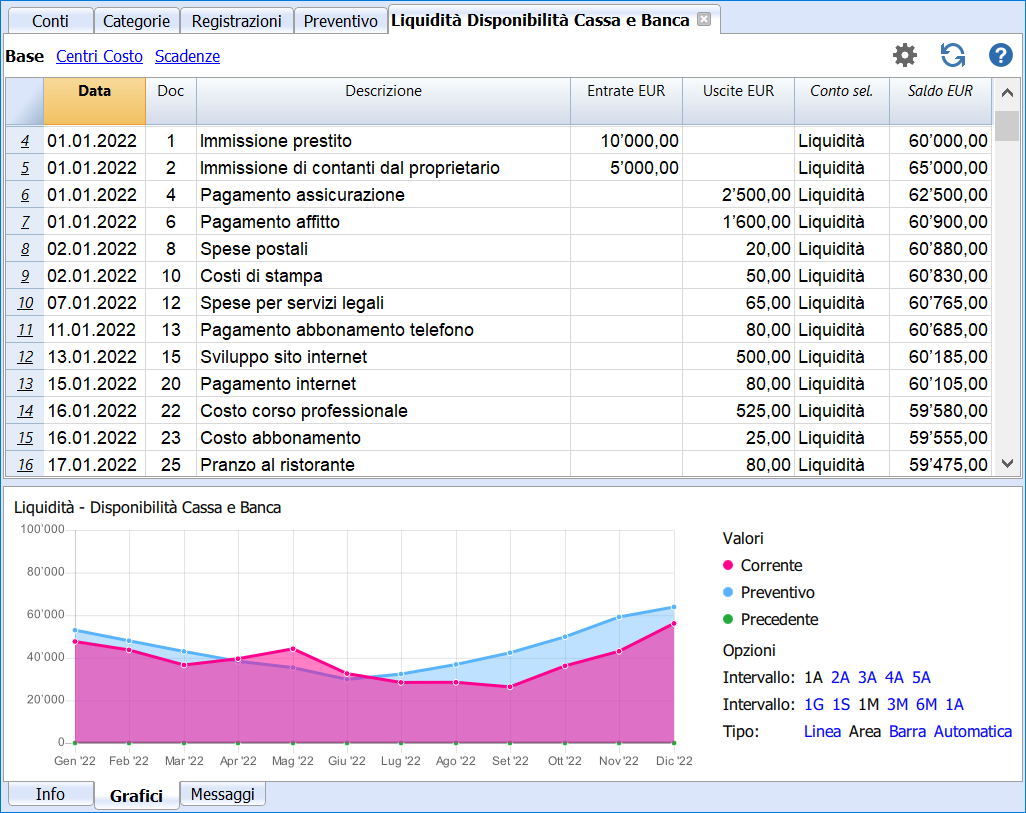 Conti Categorie Registrazioni Preventivo Liquidità Disponibilità Cassa e Banca
Base Centri Costo Scadenze
Data Doc Descrizione Entrate EUR Uscite EUR Conto sel. Saldo EUR
4 01.01.2022 1 Immissione prestito 10’000,00 Liquidità 60’000,00
5 01.01.2022 2 Immissione di contanti dal proprietario 5’000,00 Liquidità 65’000,00
6 01.01.2022 4 Pagamento assicurazione 2’500,00 Liquidità 62’500,00
7 01.01.2022 6 Pagamento affitto 1’600,00 Liquidità 60’900,00
8 02.01.2022 8 Spese postali 20,00 Liquidità 60’880,00
9 02.01.2022 10 Costi di stampa 50,00 Liquidità 60’830,00
10 07.01.2022 12 Spese per servizi legali 65,00 Liquidità 60’765,00
11 11.01.2022 13 Pagamento abbonamento telefono 80,00 Liquidità 60’685,00
12 13.01.2022 15 Sviluppo sito internet 500,00 Liquidità 60’185,00
13 15.01.2022 20 Pagamento internet 80,00 Liquidità 60’105,00
14 16.01.2022 22 Costo corso professionale 525,00 Liquidità 59’580,00
15 16.01.2022 23 Costo abbonamento 25,00 Liquidità 59’555,00
16 17.01.2022 25 Pranzo al ristorante 80,00 Liquidità 59’475,00
Liquidità - Disponibilità Cassa e Banca
100’000
80’000
60’000
40’000
20’000
0
Gen '22 Feb '22 Mar '22 Apr '22 Mag '22 Giu '22 Lug '22 Ago '22 Set '22 Ott '22 Nov '22 Dic '22
Valori
Corrente
Preventivo
Precedente
Opzioni
Intervallo: 1A 2A 3A 4A 5A
Intervallo: 1G 1S 1M 3M 6M 1A
Tipo: Linea Area Barra Automatica
Info Grafici Messaggi